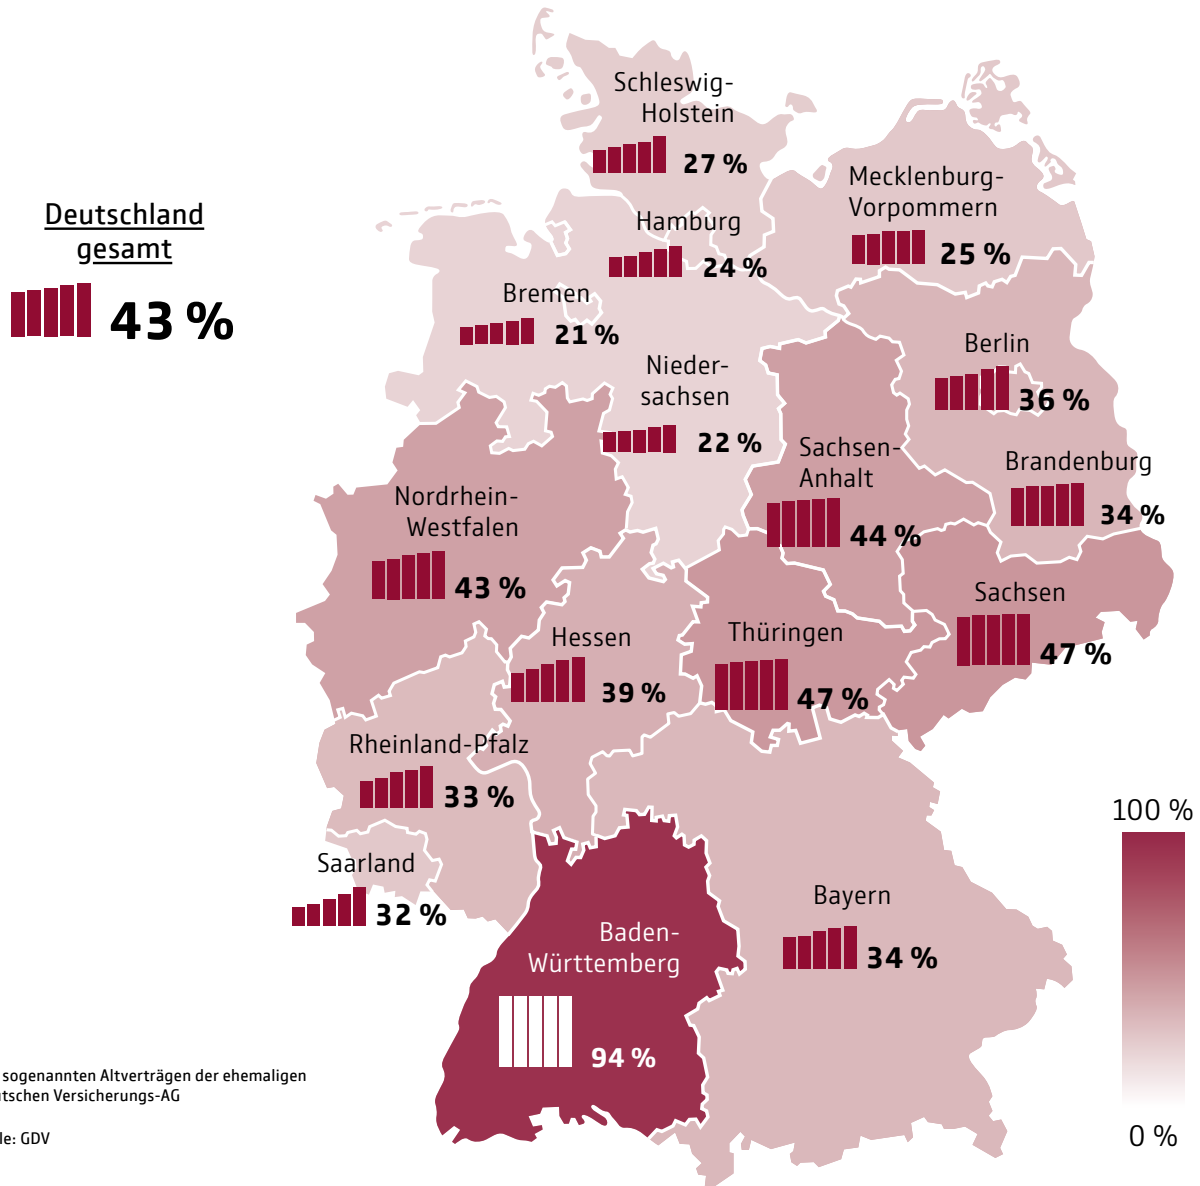 Schleswig-
Holstein
27 %
Mecklenburg-
Vorpommern
25 %
Deutschland
gesamt
43 %
Hamburg
24 %
Bremen
21 %
Berlin
36 %
Nieder-
sachsen
22 %
Sachsen-
Anhalt
44 %
Brandenburg
34 %
Nordrhein-
Westfalen
43 %
Sachsen
47 %
Hessen
39 %
Thüringen
47 %
Rheinland-Pfalz
33 %
Saarland
32 %
Baden-
Württemberg
94 %
Bayern
34 %
100 %
0 %
sogenannten Altverträgen der ehemaligen
tschen Versicherungs-AG
le: GDV